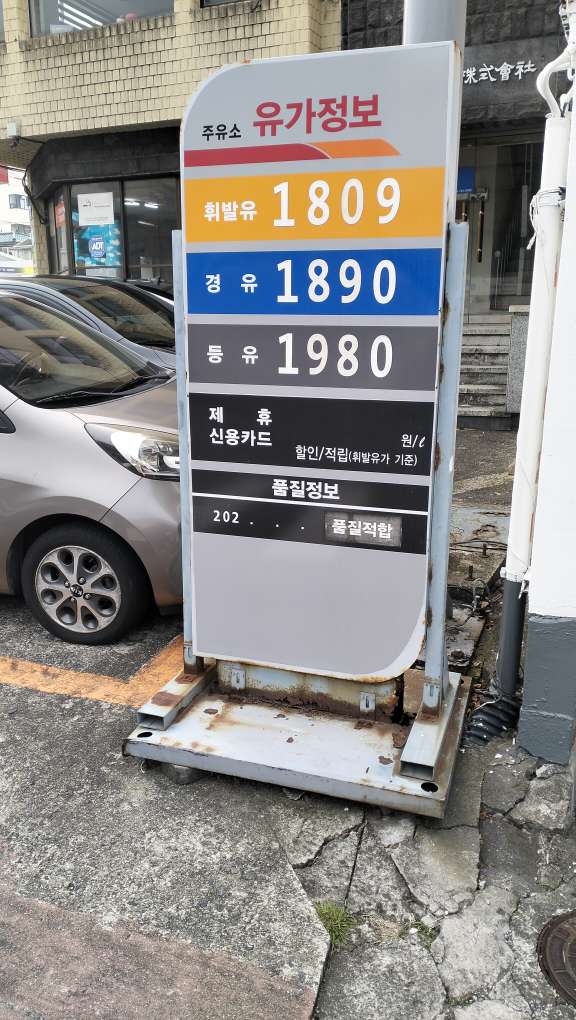 株式會社
주유소 유가정보
휘발유 1809
경 유 1890
등 유 1980
제 휴
신용카드
원/ℓ
할인/적립(휘발유가 기준)
품질정보
202 . . . 품질적합
ADT
KIA